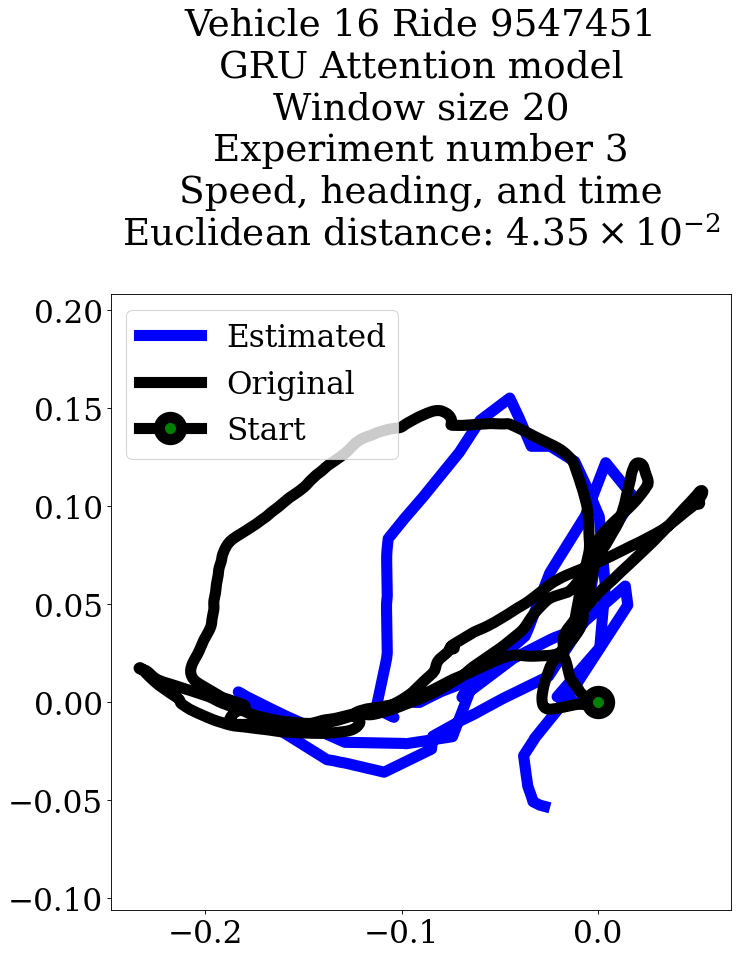 Vehicle 16 Ride 9547451
GRU Attention model
Window size 20
Experiment number 3
Speed, heading, and time
Euclidean distance: 4.35 × 10⁻²
0.20
Estimated
0.15
Original
Start
0.10
0.05
0.00
−0.05
−0.10
−0.2 −0.1 0.0